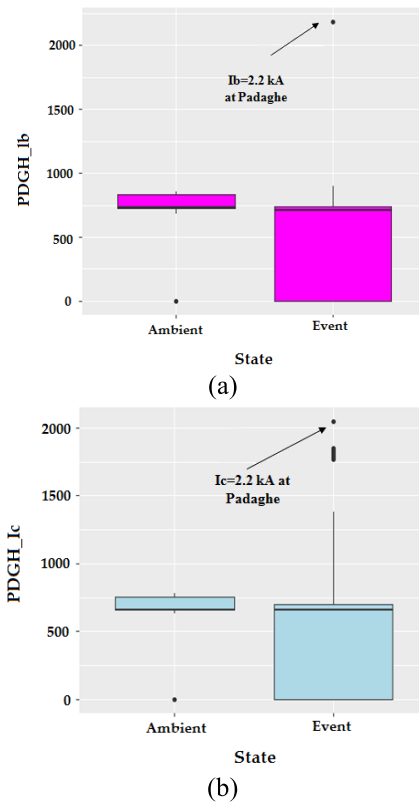 2000
1500
1000
500
0
PDGH_Ib
Ib=2.2 kA
at Padaghe
Ambient
Event
State
(a)
2000
1500
1000
500
0
PDGH_Ic
Ic=2.2 kA at
Padaghe
Ambient
Event
State
(b)